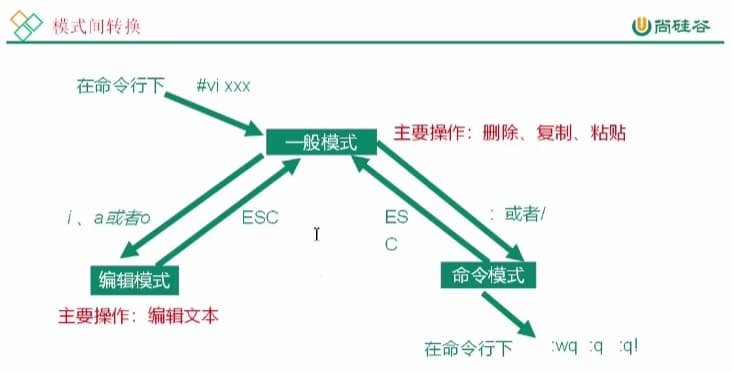 模式间转换
尚硅谷
在命令行下 #vi xxx
一般模式
主要操作：删除、复制、粘贴
i 、a或者o
ESC
ES
C
: 或者/
编辑模式
命令模式
主要操作：编辑文本
在命令行下 :wq :q :q!